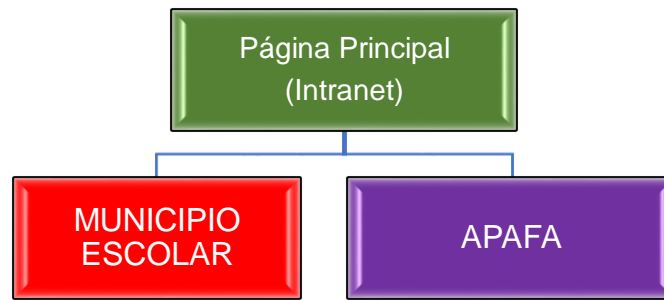 Página Principal
(Intranet)
MUNICIPIO
ESCOLAR
APAFA